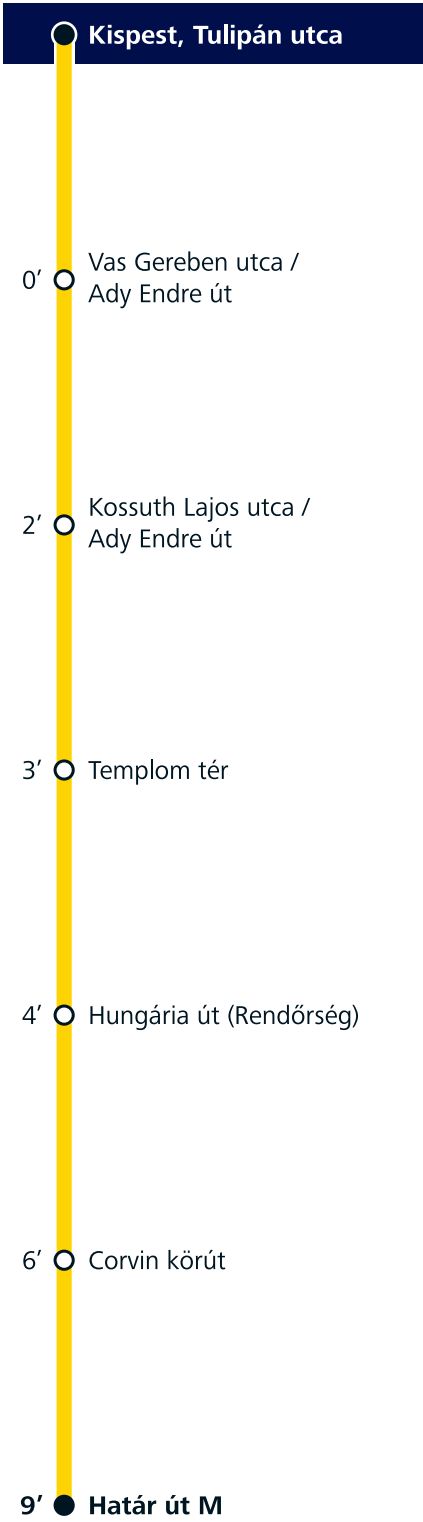 Kispest, Tulipán utca
Vas Gereben utca /
0’
Ady Endre út
Kossuth Lajos utca /
2’
Ady Endre út
3’ Templom tér
4’ Hungária út (Rendőrség)
6’ Corvin körút
9’ Határ út M